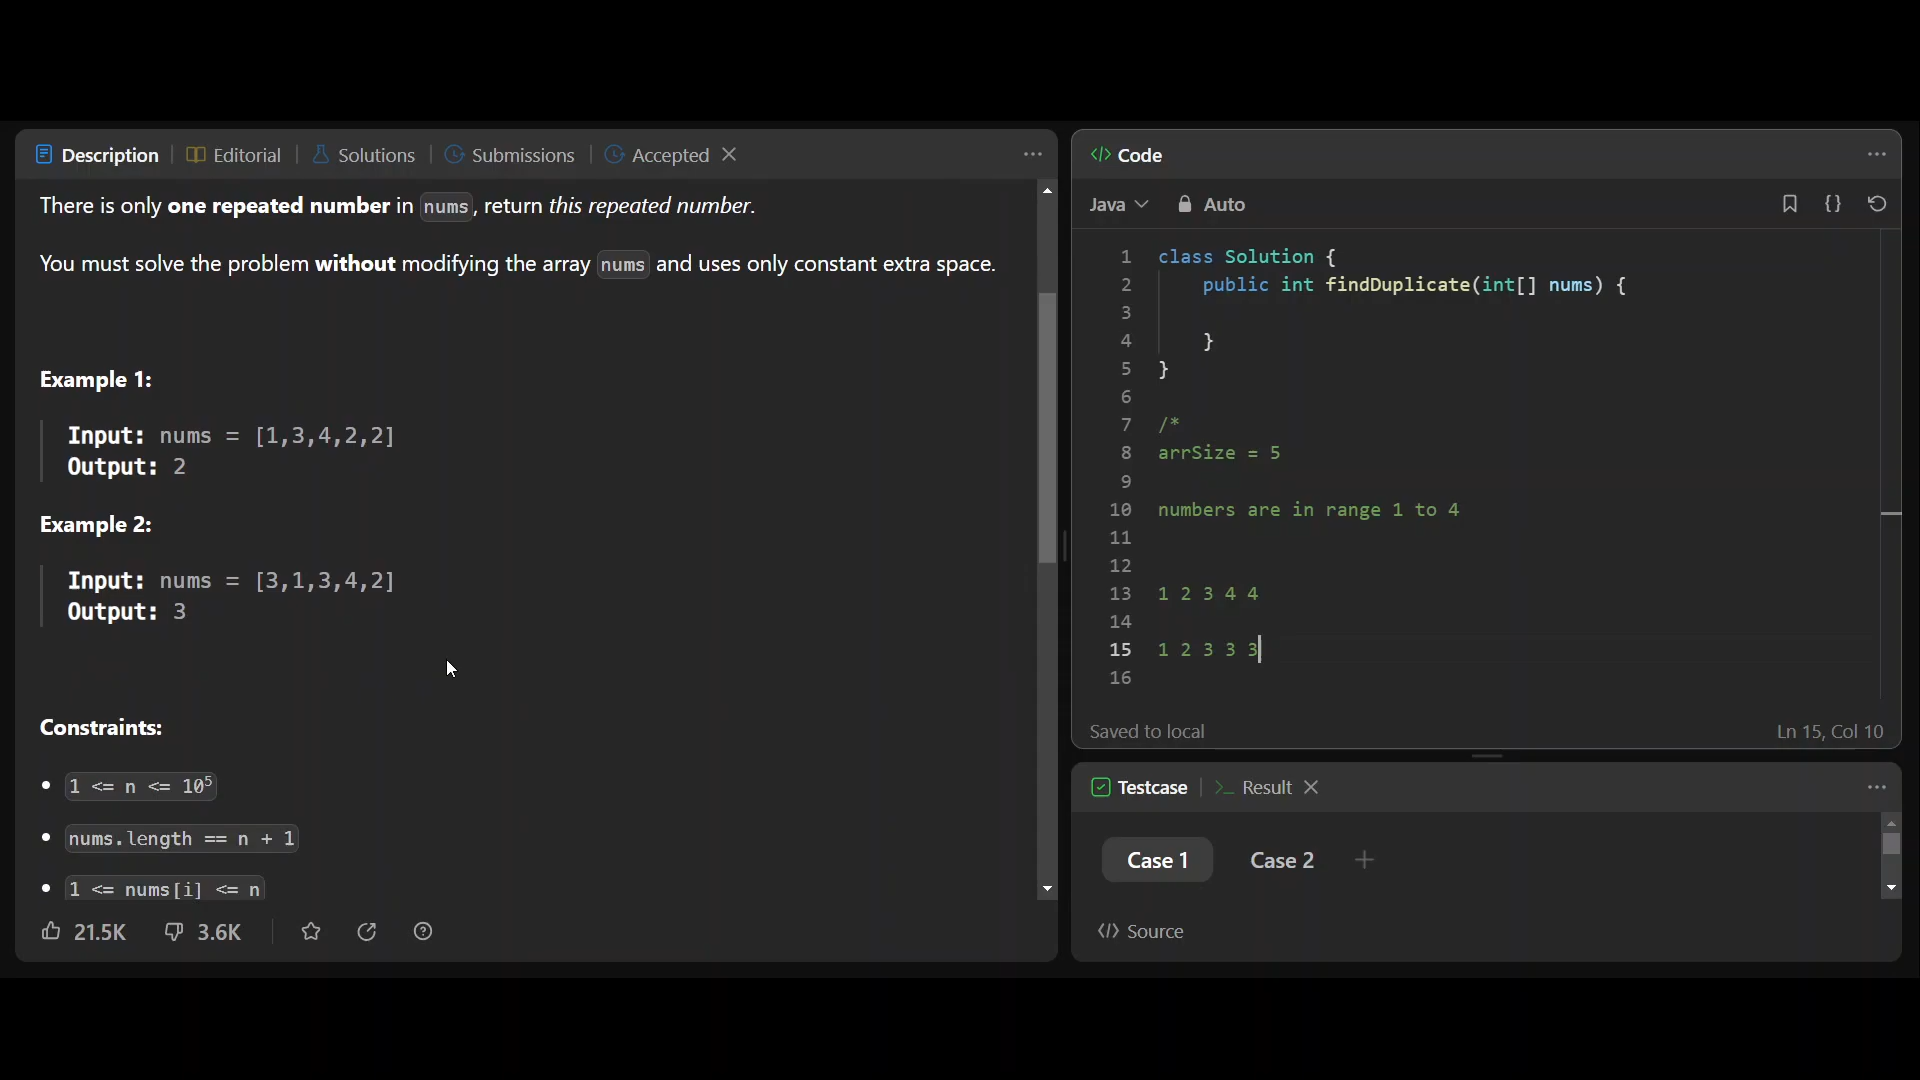 Description Editorial Solutions Submissions Accepted
There is only one repeated number in nums, return this repeated number.
You must solve the problem without modifying the array nums and uses only constant extra space.
Example 1:
Input: nums = [1,3,4,2,2]
Output: 2
Example 2:
Input: nums = [3,1,3,4,2]
Output: 3
Constraints:
• 1 <= n <= 10⁵
• nums.length == n + 1
• 1 <= nums[i] <= n
21.5K 3.6K
</> Code
Java Auto
1 class Solution {
2 public int findDuplicate(int[] nums) {
3
4 }
5 }
6
7 /*
8 arrSize = 5
9
10 numbers are in range 1 to 4
11
12
13 1 2 3 4 4
14
15 1 2 3 3 3
16
Saved to local Ln 15, Col 10
Testcase >_ Result
Case 1 Case 2 +
</> Source